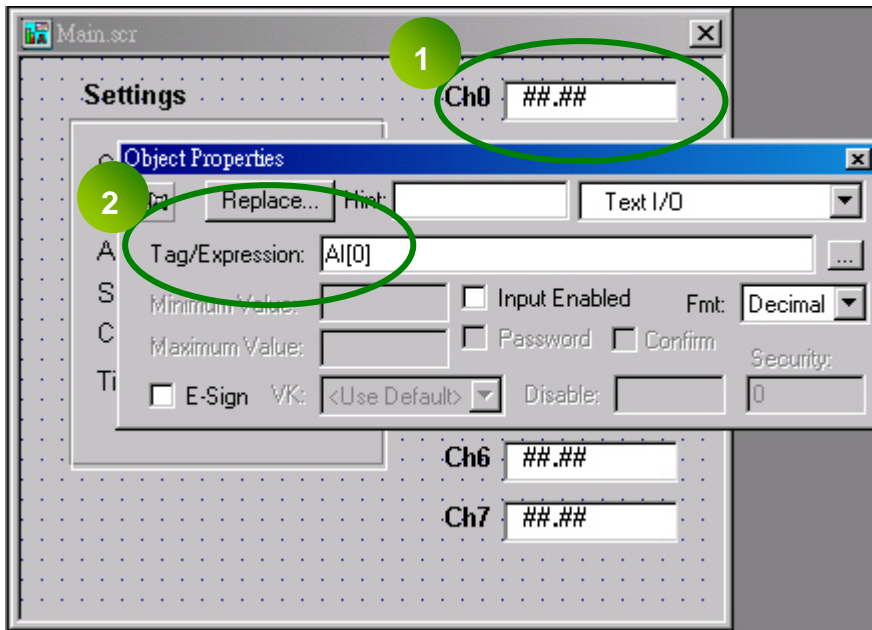 Main.scr
1
Settings
Ch0 ##.##
Object Properties
2 Replace... Hint: Text I/O
Tag/Expression: AI[0] ...
Minimum Value: Input Enabled Fmt: Decimal
Maximum Value: Password Confirm
Security:
E-Sign VK: <Use Default> Disable: 0
A
S
C
Ti
Ch6 ##.##
Ch7 ##.##